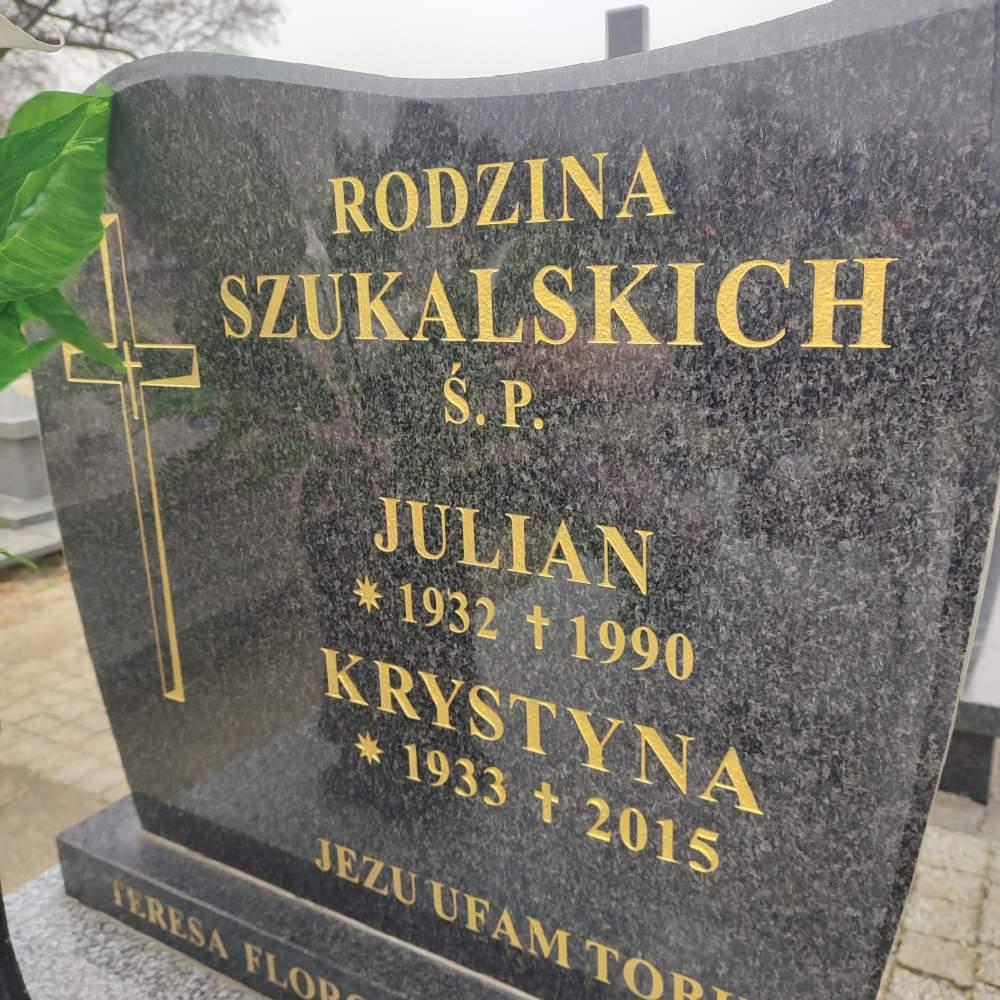 RODZINA
SZUKALSKICH
Ś. P.
JULIAN
* 1932 † 1990
KRYSTYNA
* 1933 † 2015
JEZU UFAM
TERESA